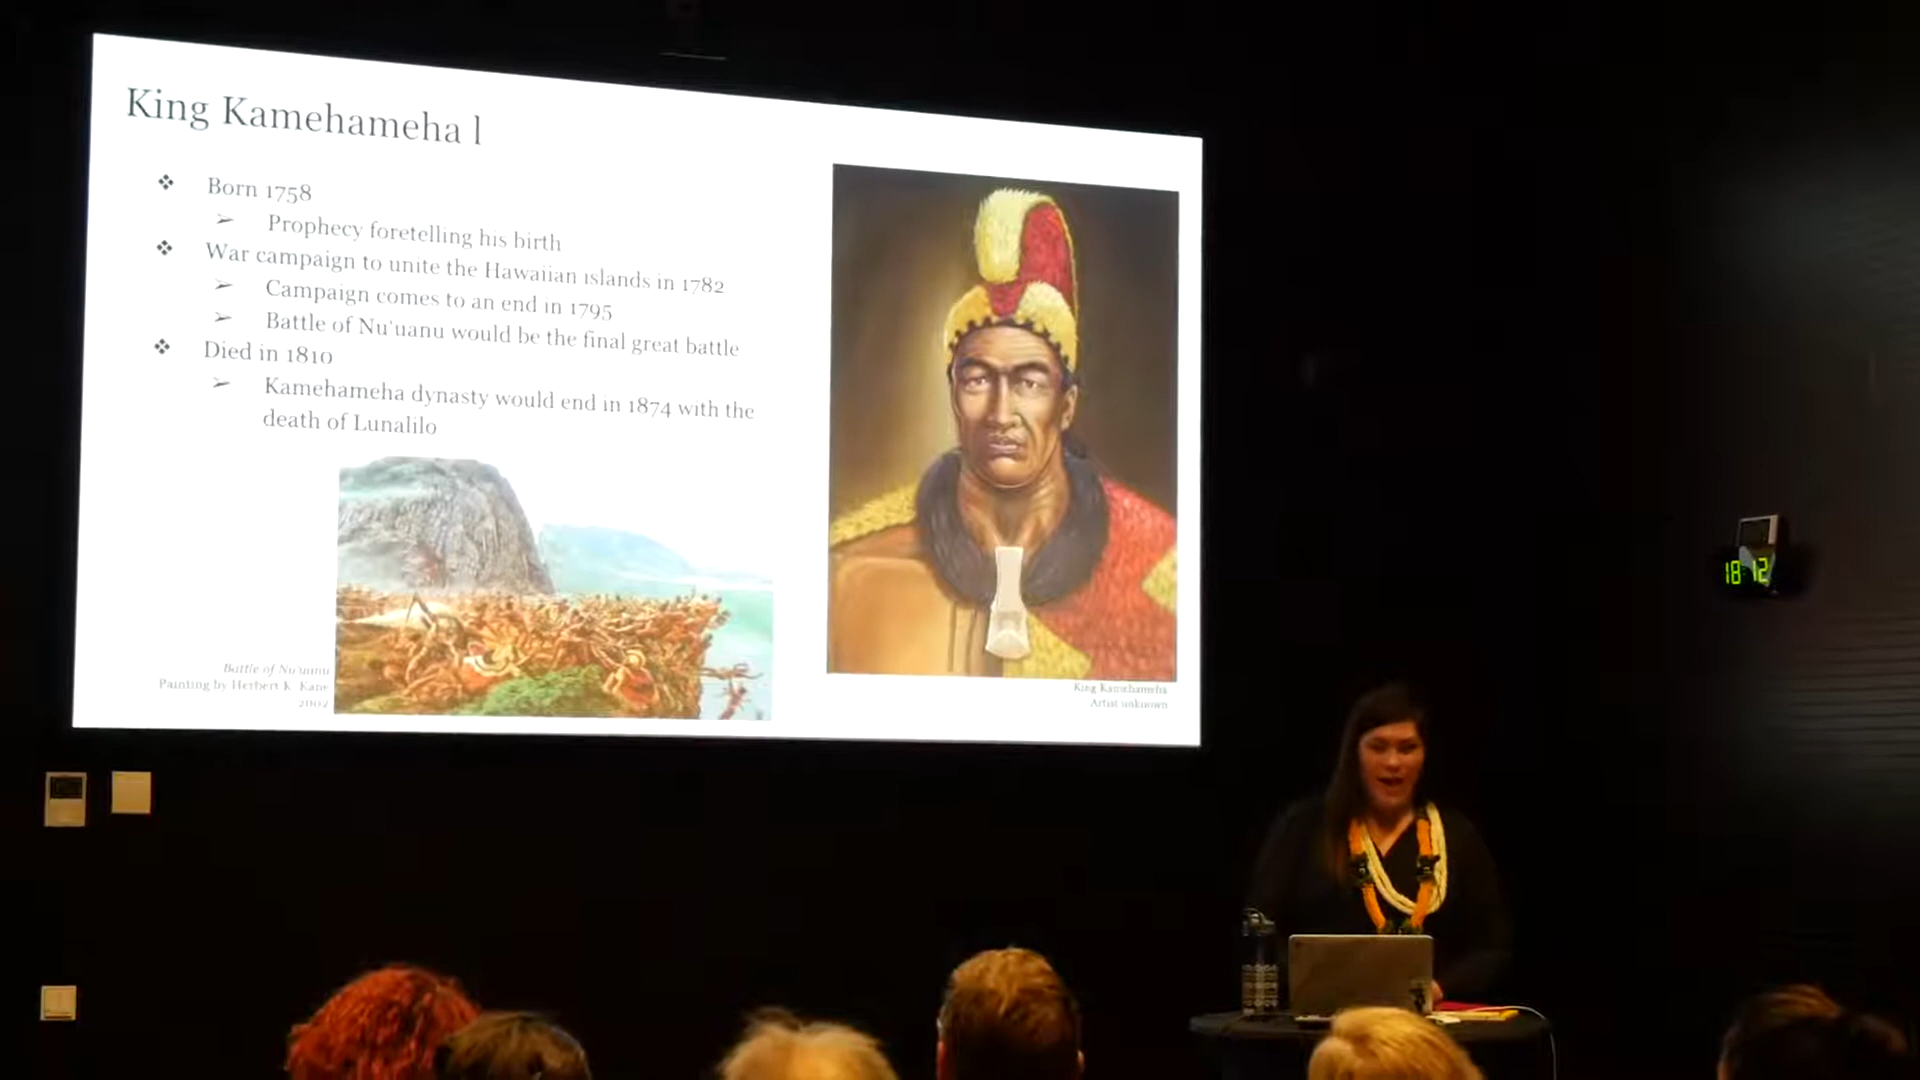 King Kamehameha l
❖ Born 1758
➢ Prophecy foretelling his birth
❖ War campaign to unite the Hawaiian islands in 1782
➢ Campaign comes to an end in 1795
➢ Battle of Nu'uanu would be the final great battle
❖ Died in 1810
➢ Kamehameha dynasty would end in 1874 with the
death of Lunalilo
Battle of Nu'uanu
Painting by Herbert K. Kane
2002
King Kamehameha
Artist unknown
18:12